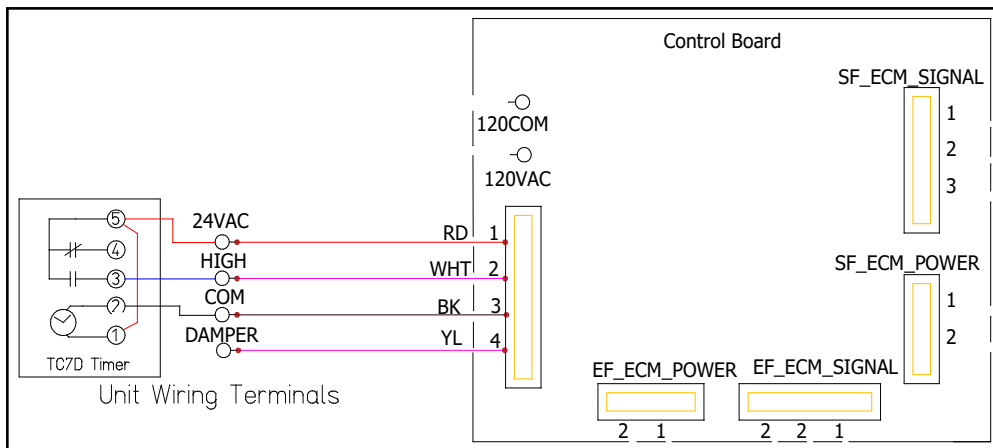 Control Board
SF_ECM_SIGNAL
1
2
3
120COM
120VAC
5
4
3
2
1
TC7D Timer
24VAC
HIGH
COM
DAMPER
RD 1
WHT 2
BK 3
YL 4
SF_ECM_POWER
1
2
EF_ECM_POWER
2 1
EF_ECM_SIGNAL
2 2 1
Unit Wiring Terminals